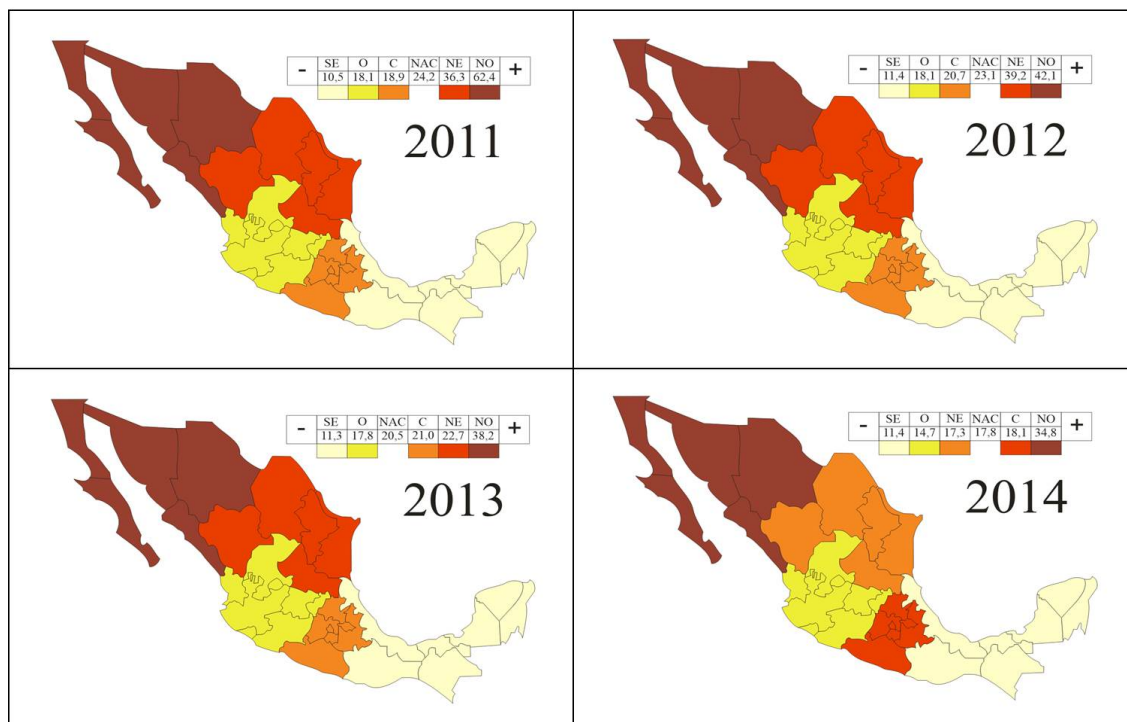 - SE O C NAC NE NO +
10,5 18,1 18,9 24,2 36,3 62,4
2011
- SE O C NAC NE NO +
11,4 18,1 20,7 23,1 39,2 42,1
2012
- SE O NAC C NE NO +
11,3 17,8 20,5 21,0 22,7 38,2
2013
- SE O NE NAC C NO +
11,4 14,7 17,3 17,8 18,1 34,8
2014